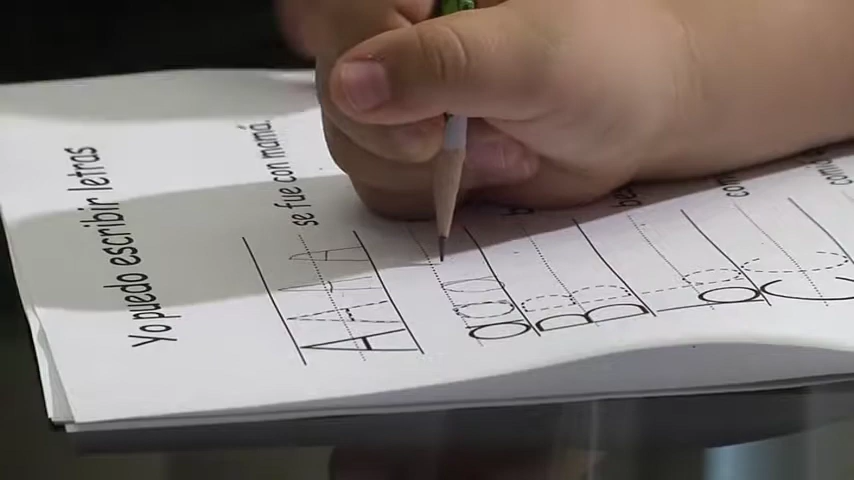 Yo puedo escribir letras
se fue con mamá.
A A A A
a a a
B B
b b
C C